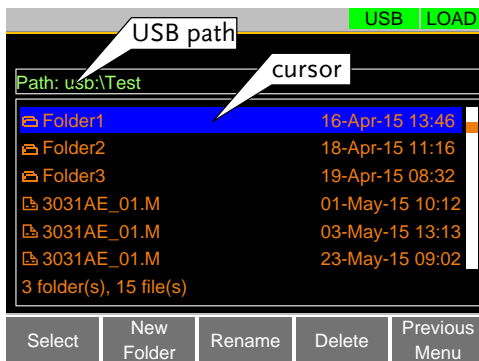 USB LOAD
USB path
cursor
Path: usb:\Test
Folder1 16-Apr-15 13:46
Folder2 18-Apr-15 11:16
Folder3 19-Apr-15 08:32
3031AE_01.M 01-May-15 10:12
3031AE_01.M 03-May-15 13:13
3031AE_01.M 23-May-15 09:02
3 folder(s), 15 file(s)
Select
New
Folder
Rename
Delete
Previous
Menu